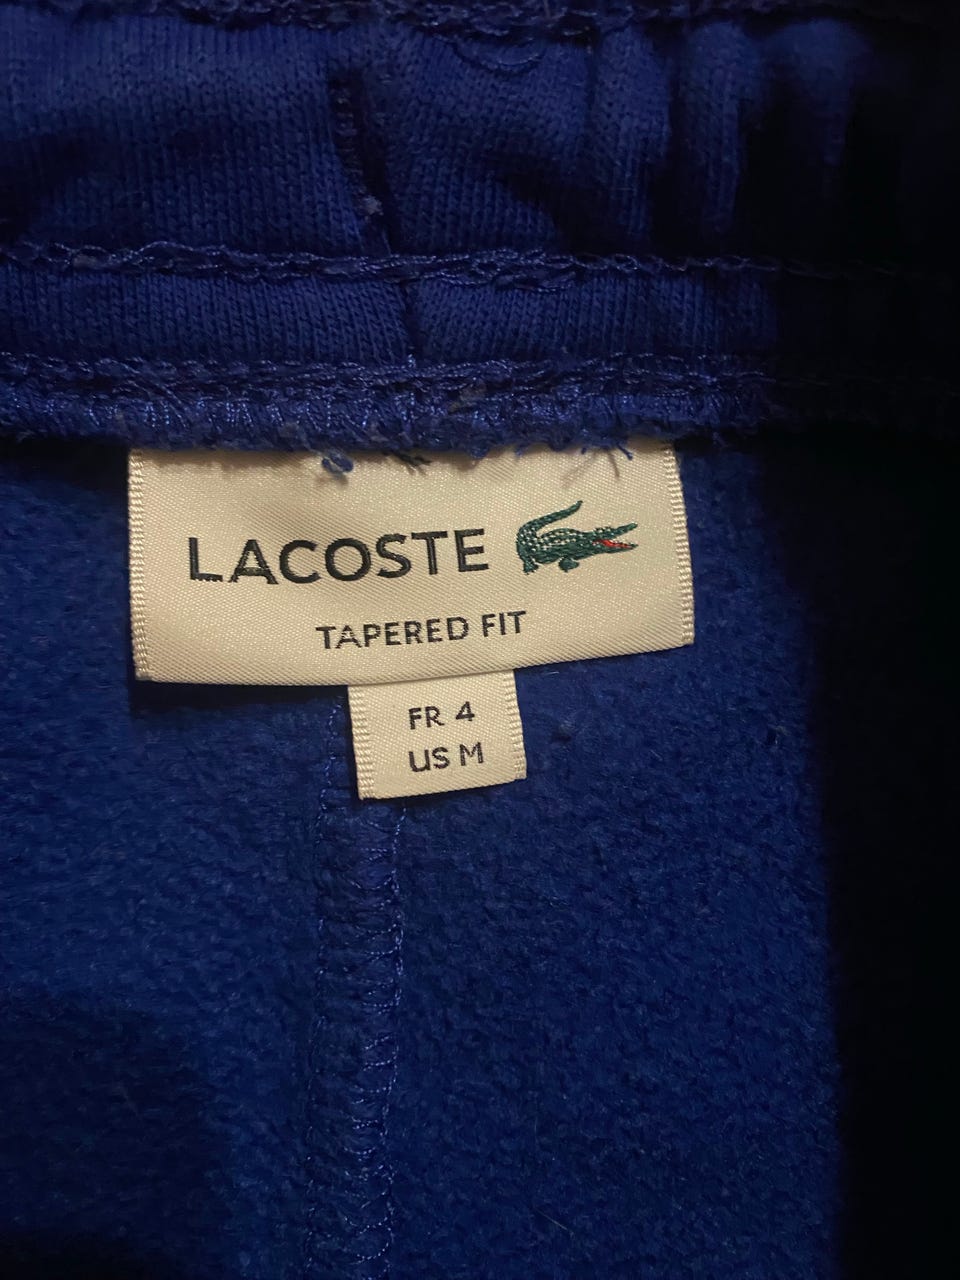 LACOSTE
TAPERED FIT
FR 4
US M